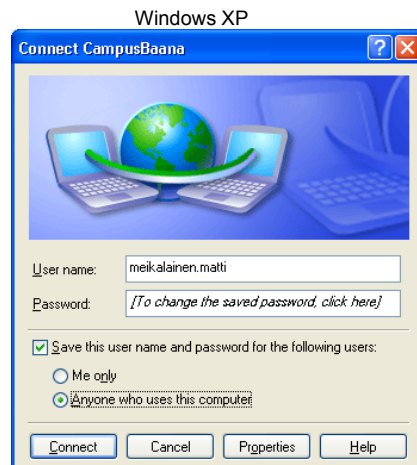 Windows XP
Connect CampusBaana
User name: meikalainen.matti
Password: [To change the saved password, click here]
Save this user name and password for the following users:
Me only
Anyone who uses this computer
Connect Cancel Properties Help